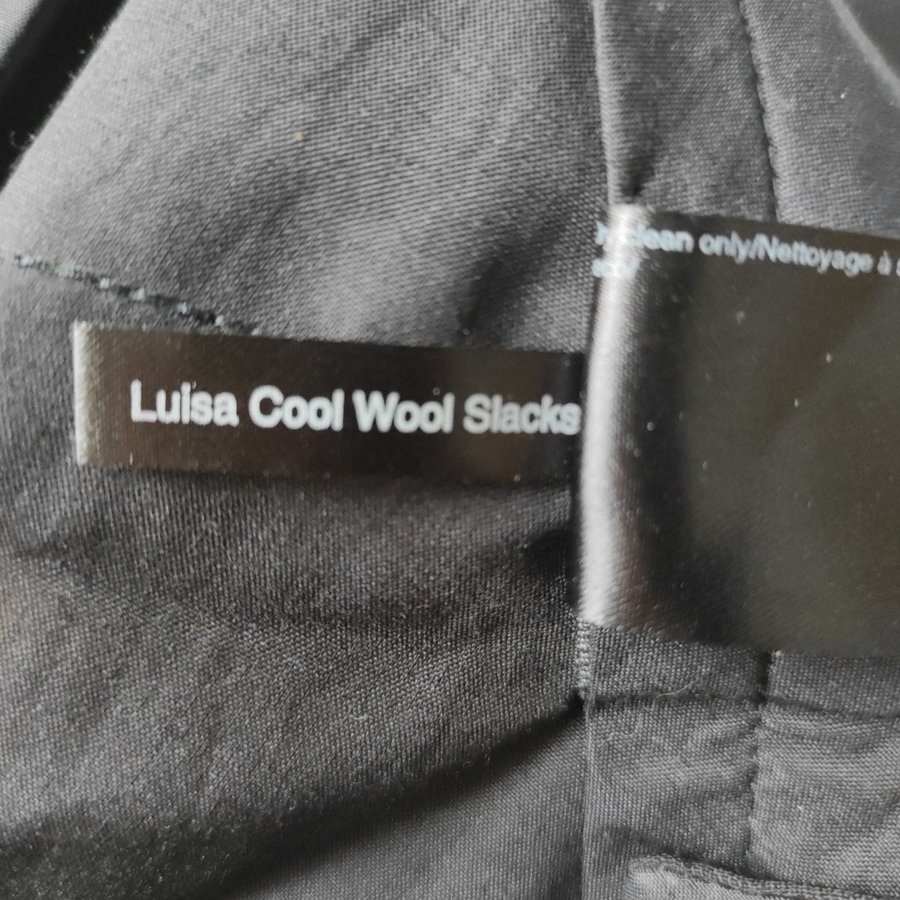 Luisa Cool Wool Slacks
clean only/Nettoyage à